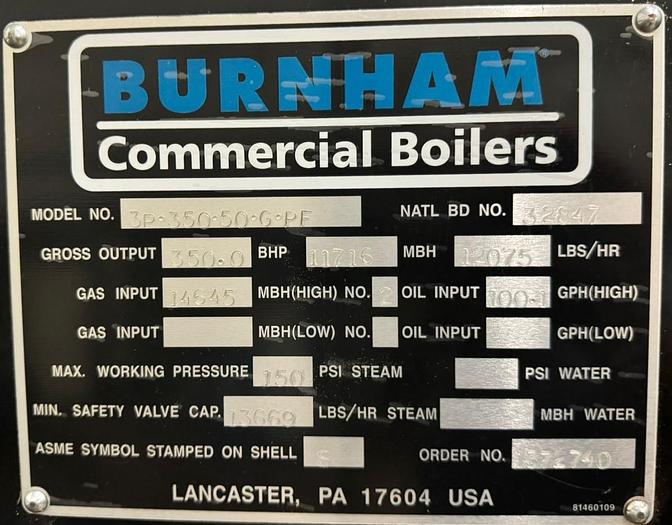 BURNHAM®
Commercial Boilers
MODEL NO. 3P-350-50-G-PF NATL BD NO. 32847
GROSS OUTPUT 350.0 BHP 11716 MBH 12075 LBS/HR
GAS INPUT 14645 MBH(HIGH) NO. 2 OIL INPUT 100.1 GPH(HIGH)
GAS INPUT MBH(LOW) NO. OIL INPUT GPH(LOW)
MAX. WORKING PRESSURE 150 PSI STEAM PSI WATER
MIN. SAFETY VALVE CAP. 13669 LBS/HR STEAM MBH WATER
ASME SYMBOL STAMPED ON SHELL S ORDER NO.
LANCASTER, PA 17604 USA
81460109